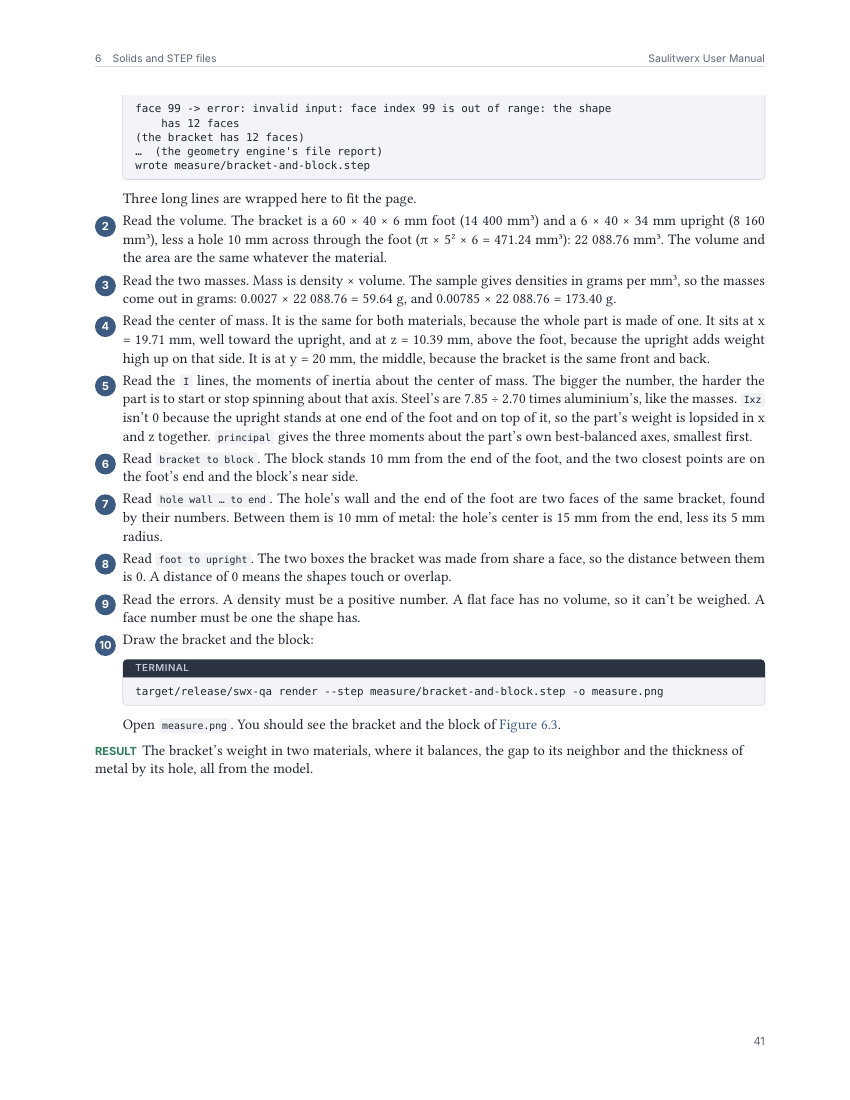 6 Solids and STEP files
Saulitwerx User Manual
face 99 -> error: invalid input: face index 99 is out of range: the shape
has 12 faces
(the bracket has 12 faces)
… (the geometry engine's file report)
wrote measure/bracket-and-block.step
Three long lines are wrapped here to fit the page.
2 Read the volume. The bracket is a 60 × 40 × 6 mm foot (14 400 mm³) and a 6 × 40 × 34 mm upright (8 160
mm³), less a hole 10 mm across through the foot (π × 5² × 6 = 471.24 mm³): 22 088.76 mm³. The volume and
the area are the same whatever the material.
3 Read the two masses. Mass is density × volume. The sample gives densities in grams per mm³, so the masses
come out in grams: 0.0027 × 22 088.76 = 59.64 g, and 0.00785 × 22 088.76 = 173.40 g.
4 Read the center of mass. It is the same for both materials, because the whole part is made of one. It sits at x
= 19.71 mm, well toward the upright, and at z = 10.39 mm, above the foot, because the upright adds weight
high up on that side. It is at y = 20 mm, the middle, because the bracket is the same front and back.
5 Read the I lines, the moments of inertia about the center of mass. The bigger the number, the harder the
part is to start or stop spinning about that axis. Steel's are 7.85 ÷ 2.70 times aluminium's, like the masses. Ixz
isn't 0 because the upright stands at one end of the foot and on top of it, so the part's weight is lopsided in x
and z together. principal gives the three moments about the part's own best-balanced axes, smallest first.
6 Read bracket to block. The block stands 10 mm from the end of the foot, and the two closest points are on
the foot's end and the block's near side.
7 Read hole wall … to end. The hole's wall and the end of the foot are two faces of the same bracket, found
by their numbers. Between them is 10 mm of metal: the hole's center is 15 mm from the end, less its 5 mm
radius.
8 Read foot to upright. The two boxes the bracket was made from share a face, so the distance between them
is 0. A distance of 0 means the shapes touch or overlap.
9 Read the errors. A density must be a positive number. A flat face has no volume, so it can't be weighed. A
face number must be one the shape has.
10 Draw the bracket and the block:
TERMINAL
target/release/swx-qa render --step measure/bracket-and-block.step -o measure.png
Open measure.png. You should see the bracket and the block of Figure 6.3.
RESULT The bracket's weight in two materials, where it balances, the gap to its neighbor and the thickness of
metal by its hole, all from the model.
41